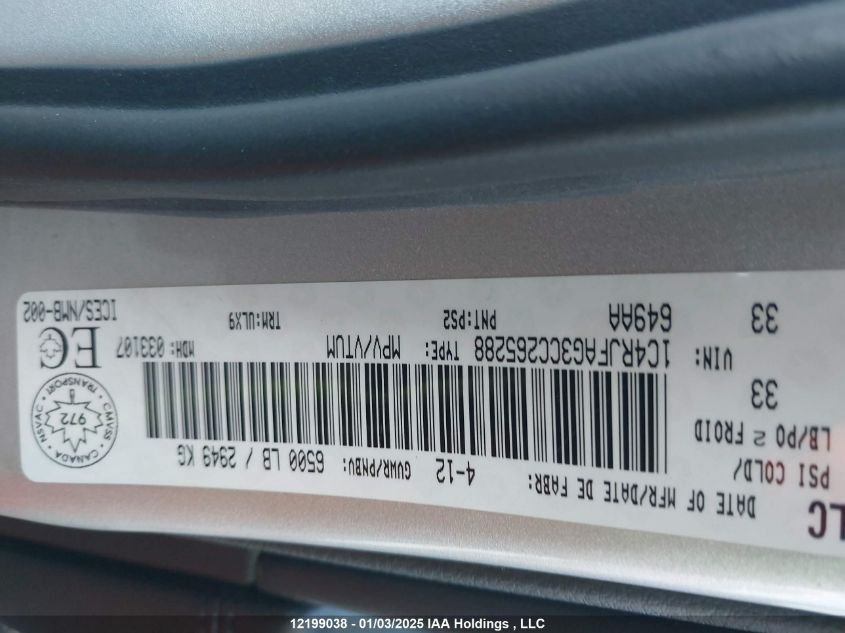 LLC
DATE OF MFR/DATE DE FABR: 4-12 GVWR/PNBV: 6500 LB / 2949 KG
PSI COLD/
LB/PO 2 FROID
33
33
VIN: 1C4RJFAG3CC265288 TYPE: MPV/VTUM MDH: 033107
649AA PNT:PS2 TRM:ULX9
CANADA • NSVAC • TRANSPORT • CMVSS
972
EC
ICES/NMB-002
12199038 - 01/03/2025 IAA Holdings , LLC